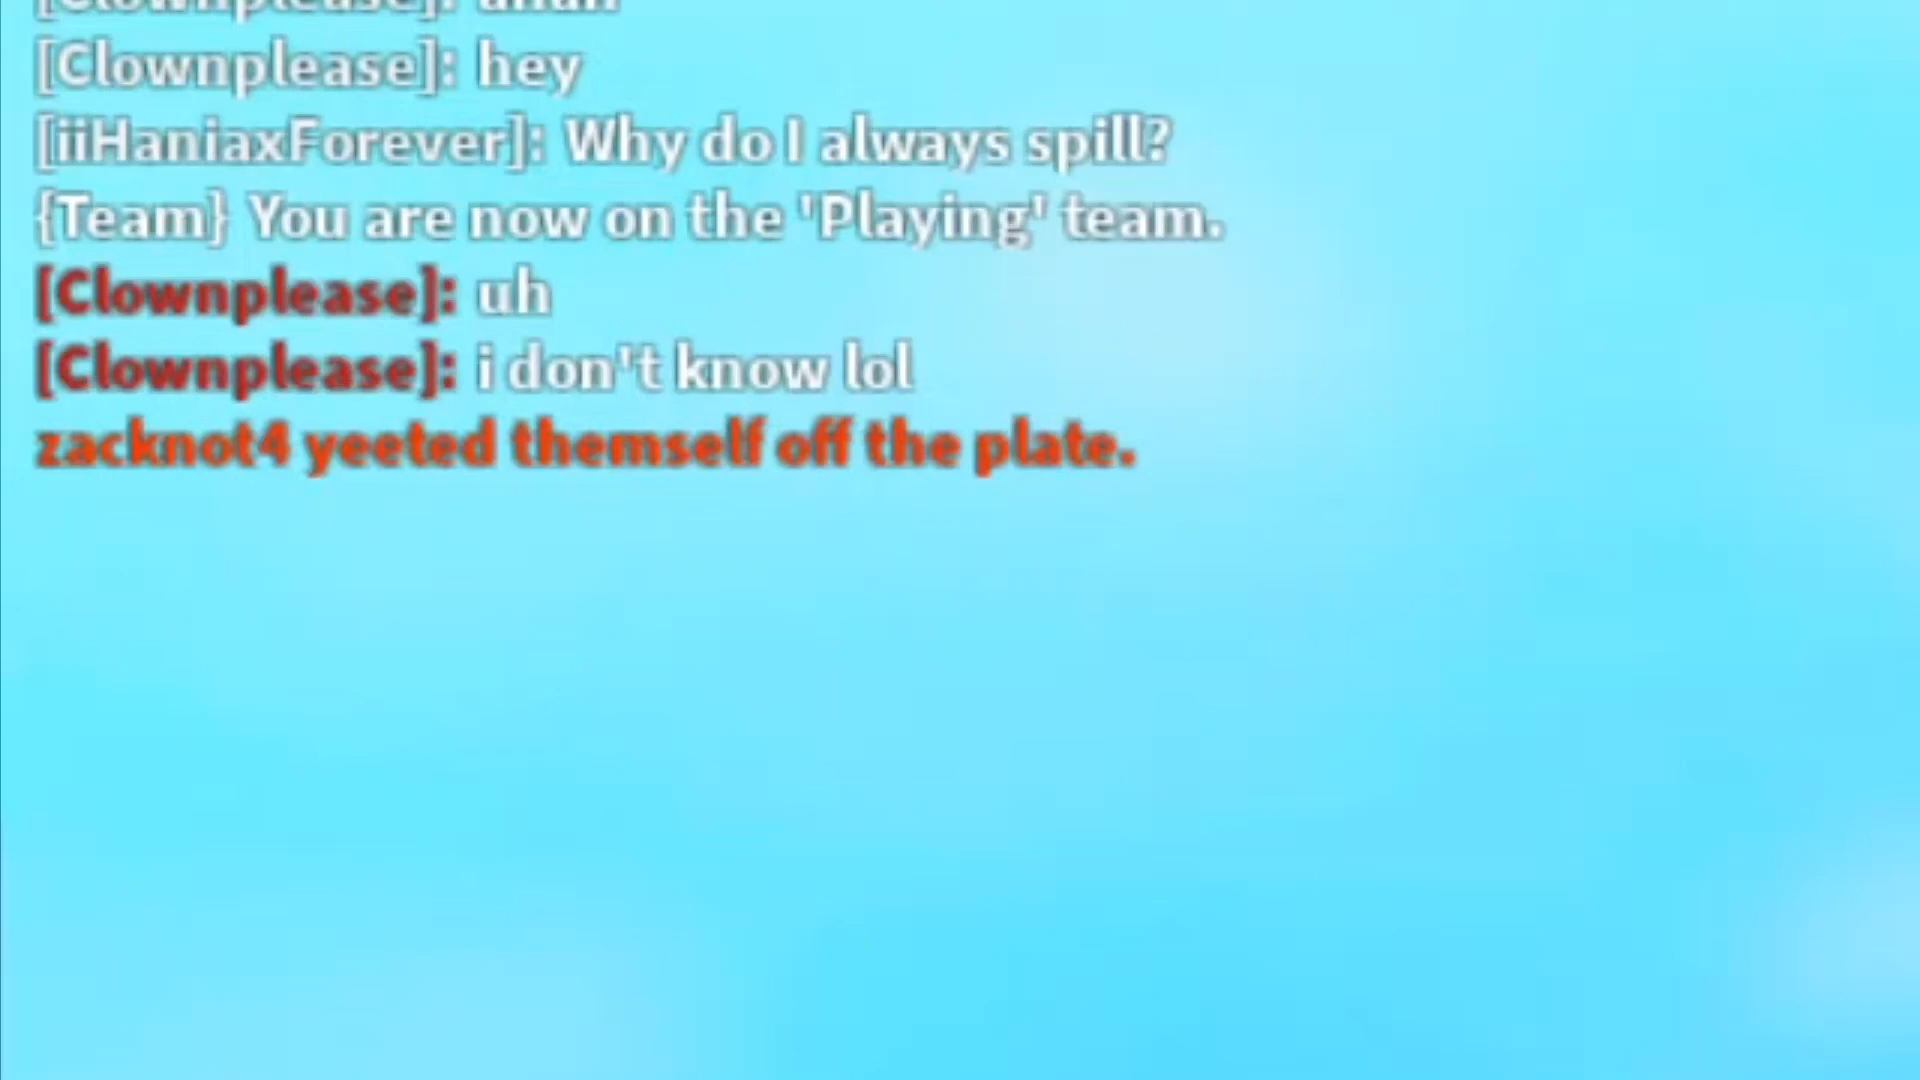 [Clownplease]:
[Clownplease]: hey
[iiHaniaxForever]: Why do I always spill?
{Team} You are now on the 'Playing' team.
[Clownplease]: uh
[Clownplease]: i don't know lol
zacknot4 yeeted themself off the plate.